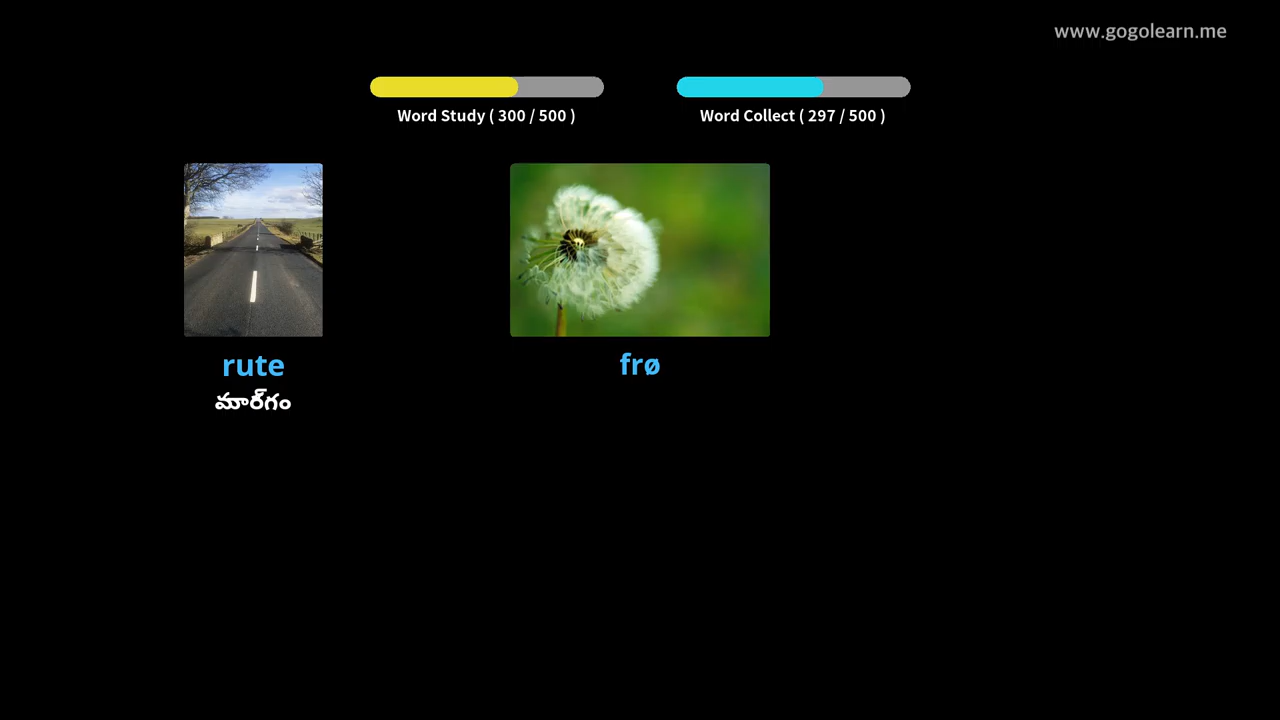 www.gogolearn.me
Word Study ( 300 / 500 )
Word Collect ( 297 / 500 )
rute
మార్గం
frø